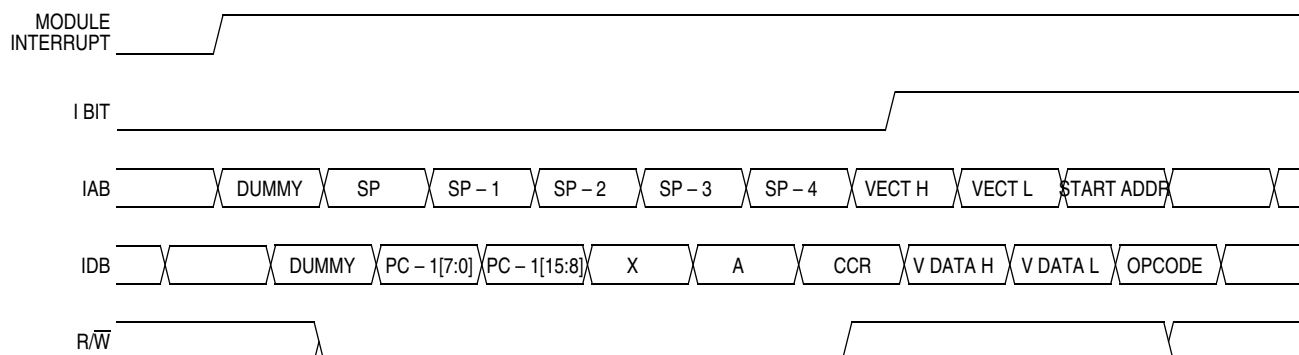 MODULE
INTERRUPT
I BIT
IAB DUMMY SP SP – 1 SP – 2 SP – 3 SP – 4 VECT H VECT L START ADDR
IDB DUMMY PC – 1[7:0] PC – 1[15:8] X A CCR V DATA H V DATA L OPCODE
R/W̅